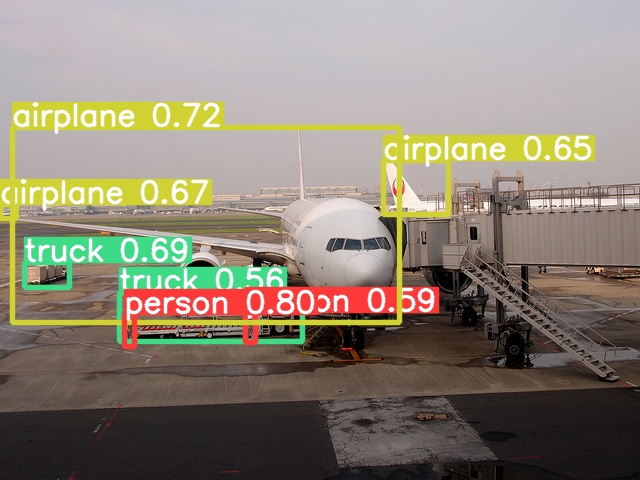 airplane 0.72
airplane 0.65
airplane 0.67
truck 0.69
truck 0.56
person 0.80
on 0.59